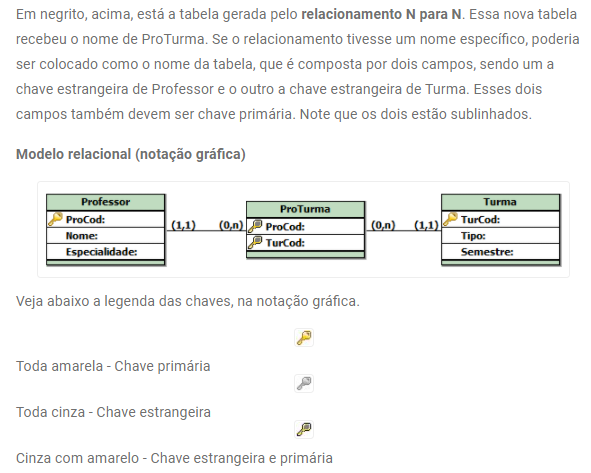 Em negrito, acima, está a tabela gerada pelo relacionamento N para N. Essa nova tabela
recebeu o nome de ProTurma. Se o relacionamento tivesse um nome específico, poderia
ser colocado como o nome da tabela, que é composta por dois campos, sendo um a
chave estrangeira de Professor e o outro a chave estrangeira de Turma. Esses dois
campos também devem ser chave primária. Note que os dois estão sublinhados.
Modelo relacional (notação gráfica)
Professor
ProCod:
Nome:
Especialidade:
(1,1)
(0,n)
ProTurma
ProCod:
TurCod:
(0,n)
(1,1)
Turma
TurCod:
Tipo:
Semestre:
Veja abaixo a legenda das chaves, na notação gráfica.
Toda amarela - Chave primária
Toda cinza - Chave estrangeira
Cinza com amarelo - Chave estrangeira e primária